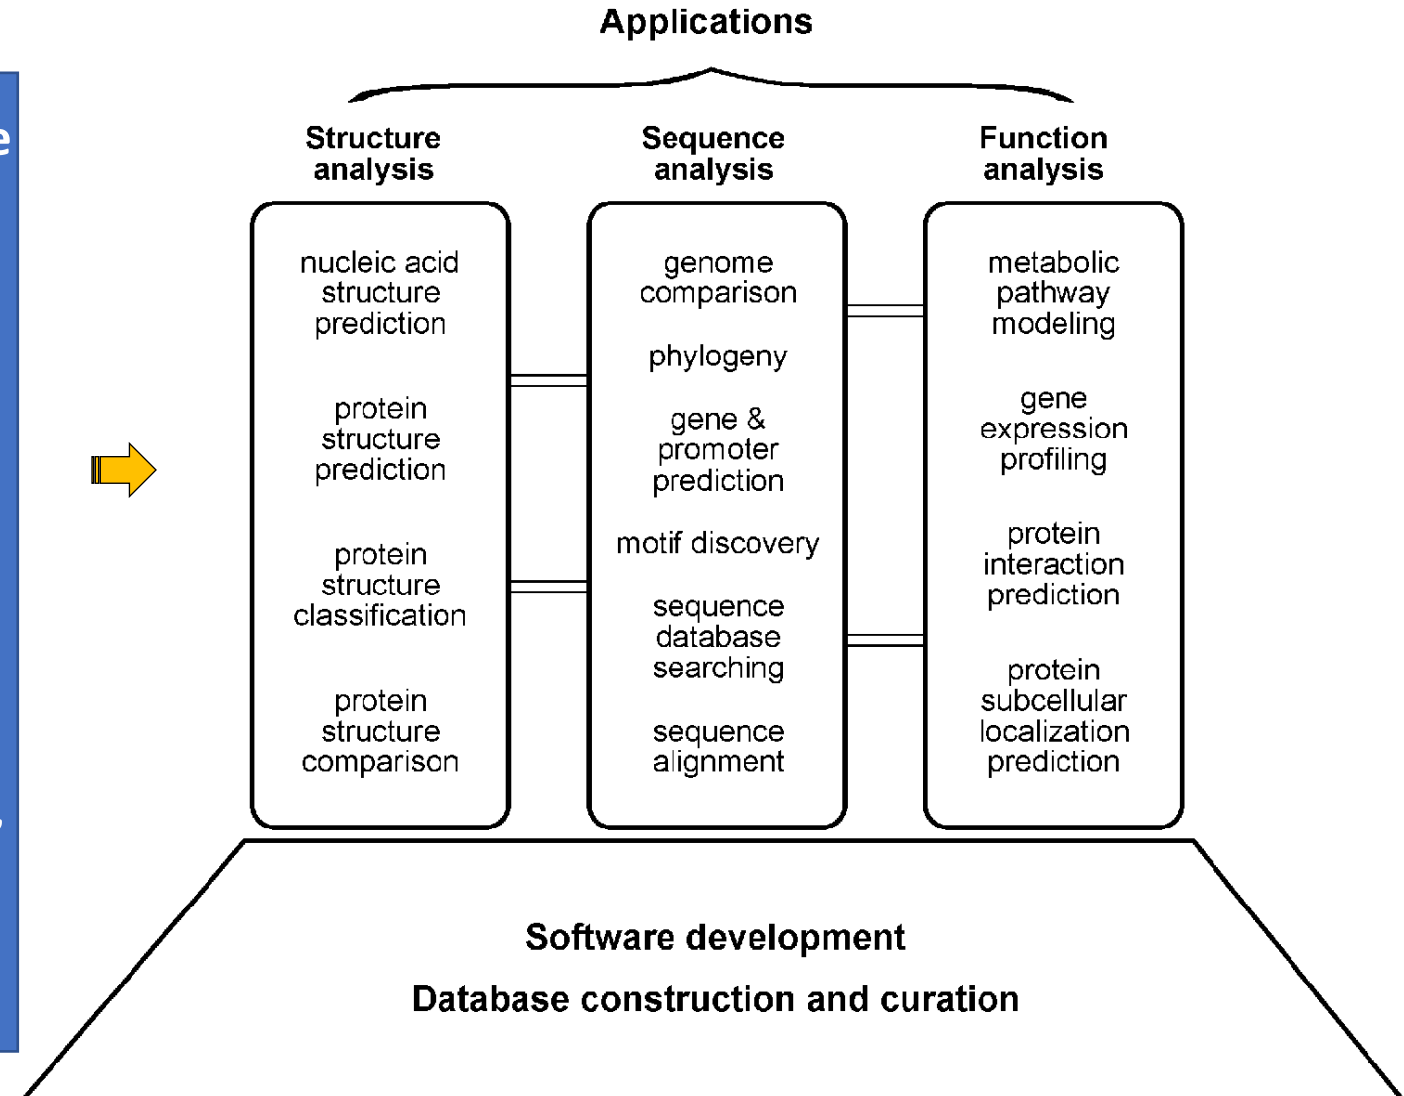 Applications
e
,
Structure
analysis
nucleic acid
structure
prediction
protein
structure
prediction
protein
structure
classification
protein
structure
comparison
Sequence
analysis
genome
comparison
phylogeny
gene &
promoter
prediction
motif discovery
sequence
database
searching
sequence
alignment
Function
analysis
metabolic
pathway
modeling
gene
expression
profiling
protein
interaction
prediction
protein
subcellular
localization
prediction
Software development
Database construction and curation